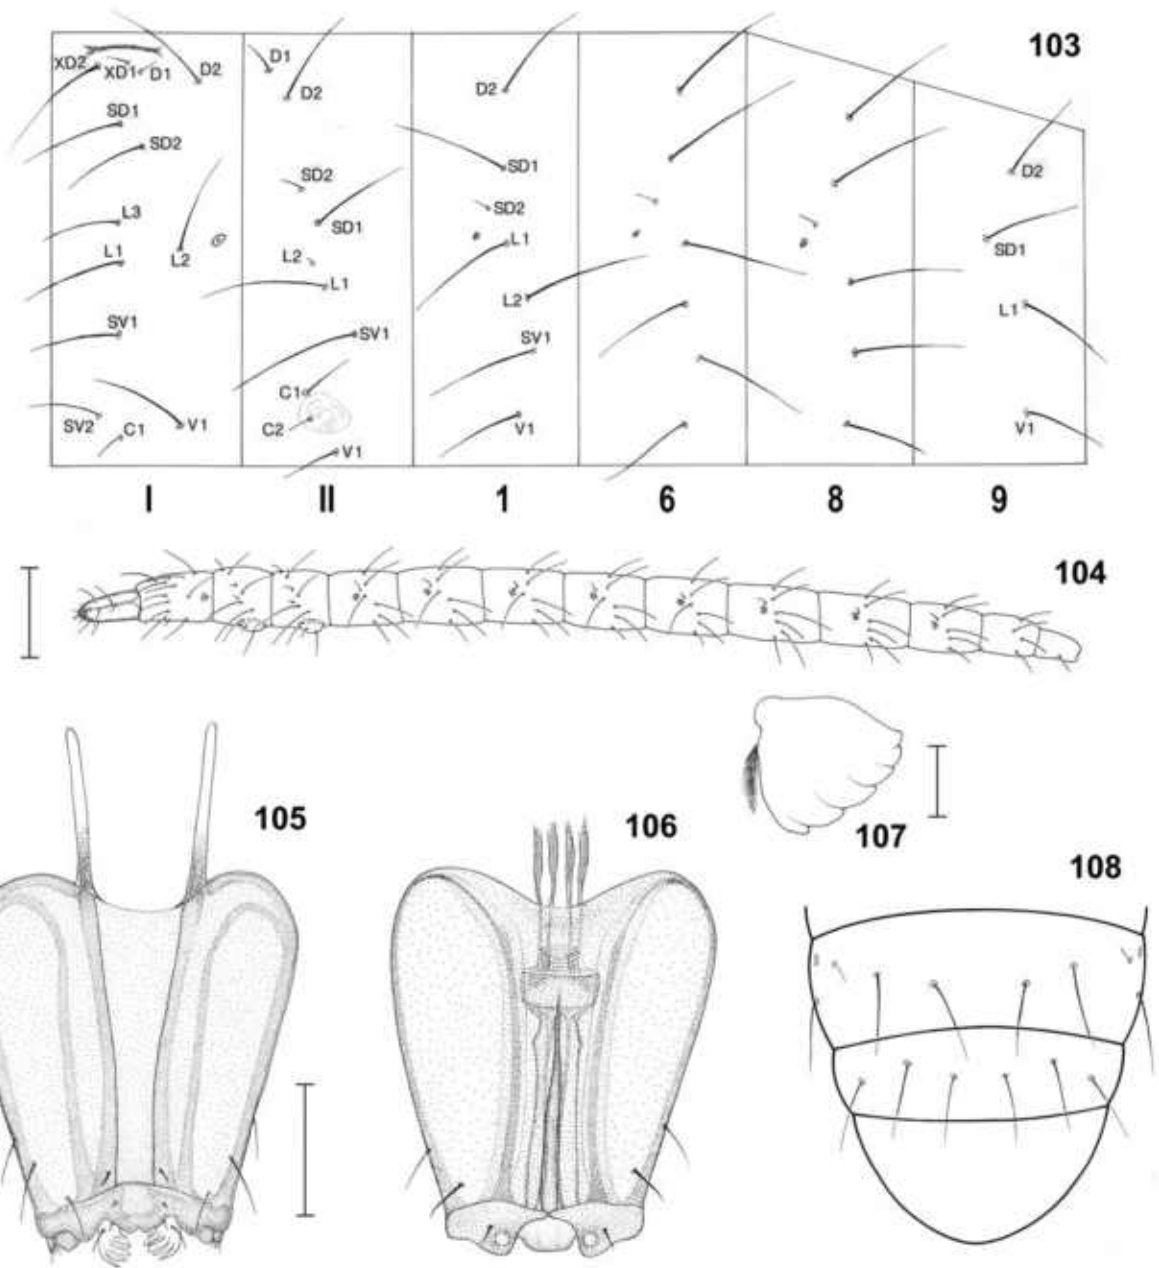 103
XD2 XD1 D1 D2 D1 D2 D2
SD1 SD2 SD2 SD1 SD1 SD2 D2 SD1
L3 L1 L2 L2 L1 L1 L2 L1
SV1 SV1 SV1
SV2 C1 V1 C1 C2 V1 V1 V1
I II 1 6 8 9
104
105
106
107
108